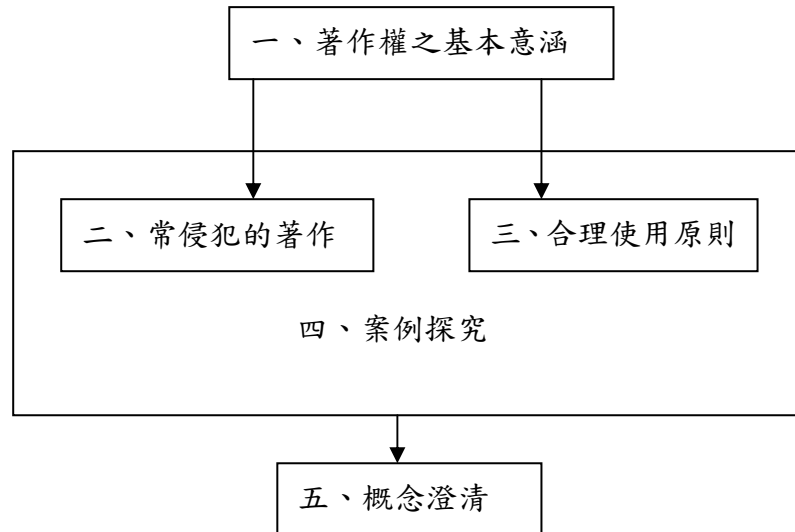 一、著作權之基本意涵
二、常侵犯的著作
三、合理使用原則
四、案例探究
五、概念澄清